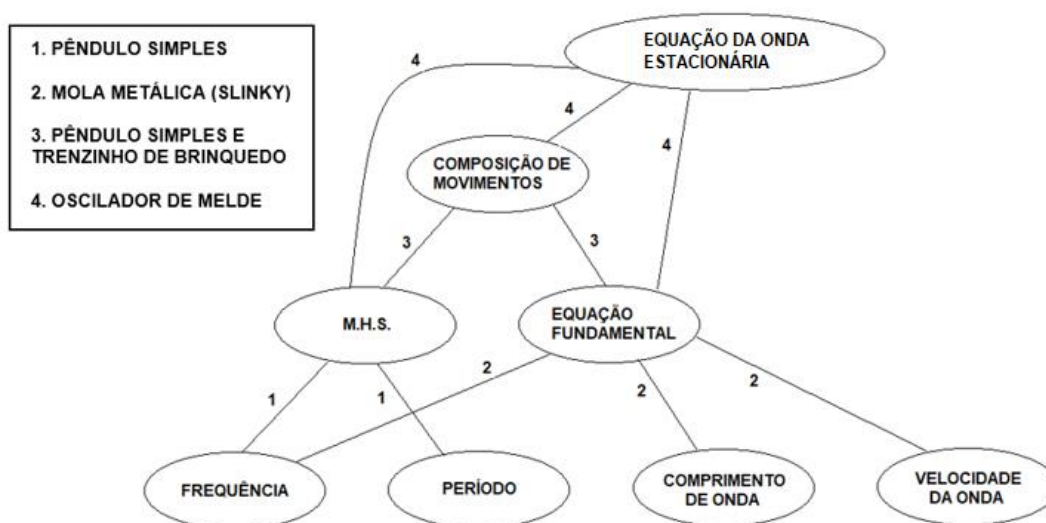 1. PÊNDULO SIMPLES
2. MOLA METÁLICA (SLINKY)
3. PÊNDULO SIMPLES E
TRENZINHO DE BRINQUEDO
4. OSCILADOR DE MELDE
EQUAÇÃO DA ONDA
ESTACIONÁRIA
4
4
4
COMPOSIÇÃO DE
MOVIMENTOS
3
3
M.H.S.
EQUAÇÃO
FUNDAMENTAL
1
1
2
2
2
FREQUÊNCIA
PERÍODO
COMPRIMENTO
DE ONDA
VELOCIDADE
DA ONDA